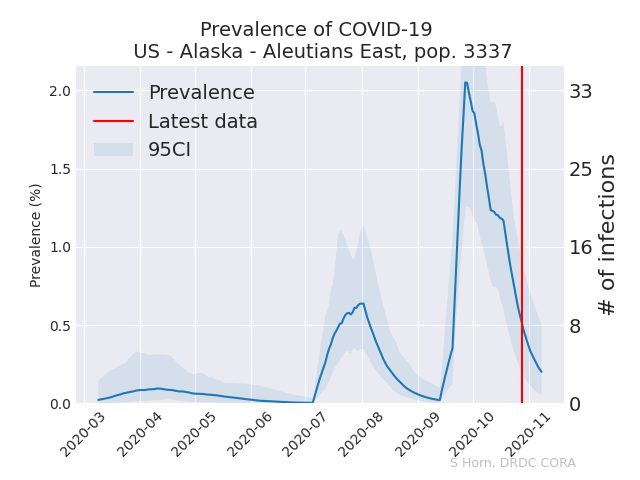 Prevalence of COVID-19
US - Alaska - Aleutians East, pop. 3337
Prevalence
Latest data
95CI
2.0
1.5
1.0
0.5
0.0
Prevalence (%)
33
25
16
8
0
# of infections
2020-03
2020-04
2020-05
2020-06
2020-07
2020-08
2020-09
2020-10
2020-11
S Horn, DRDC CORA